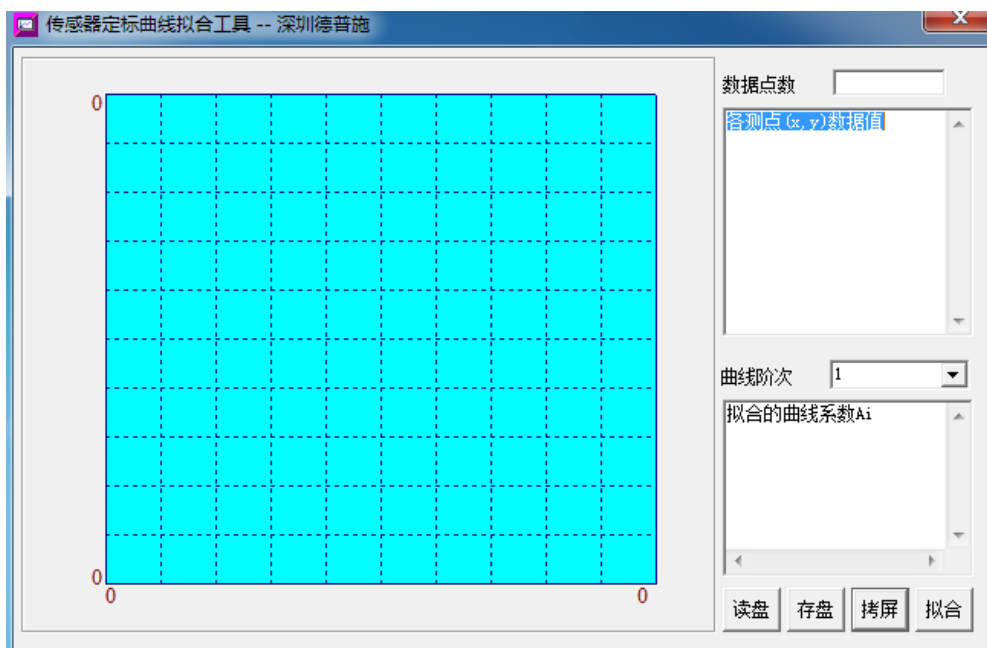 传感器定标曲线拟合工具 -- 深圳德普施
0
0
0
0
数据点数
各测点(x,y)数据值
曲线阶次
1
拟合的曲线系数Ai
读盘
存盘
拷屏
拟合